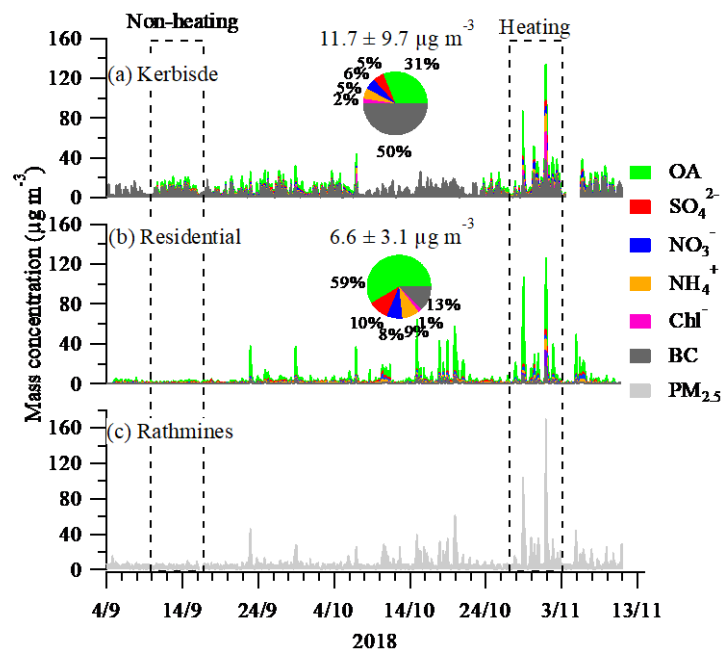 Non-heating
Heating
11.7 ± 9.7 µg m⁻³
160
120
80
40
0
(a) Kerbisde
5%
6%
5%
2%
31%
50%
160
120
80
40
0
(b) Residential
6.6 ± 3.1 µg m⁻³
59%
10%
8%
9%
1%
13%
160
120
80
40
0
(c) Rathmines
Mass concentration (µg m⁻³)
OA
SO₄²⁻
NO₃⁻
NH₄⁺
Chl⁻
BC
PM₂.₅
4/9
14/9
24/9
4/10
14/10
24/10
3/11
13/11
2018